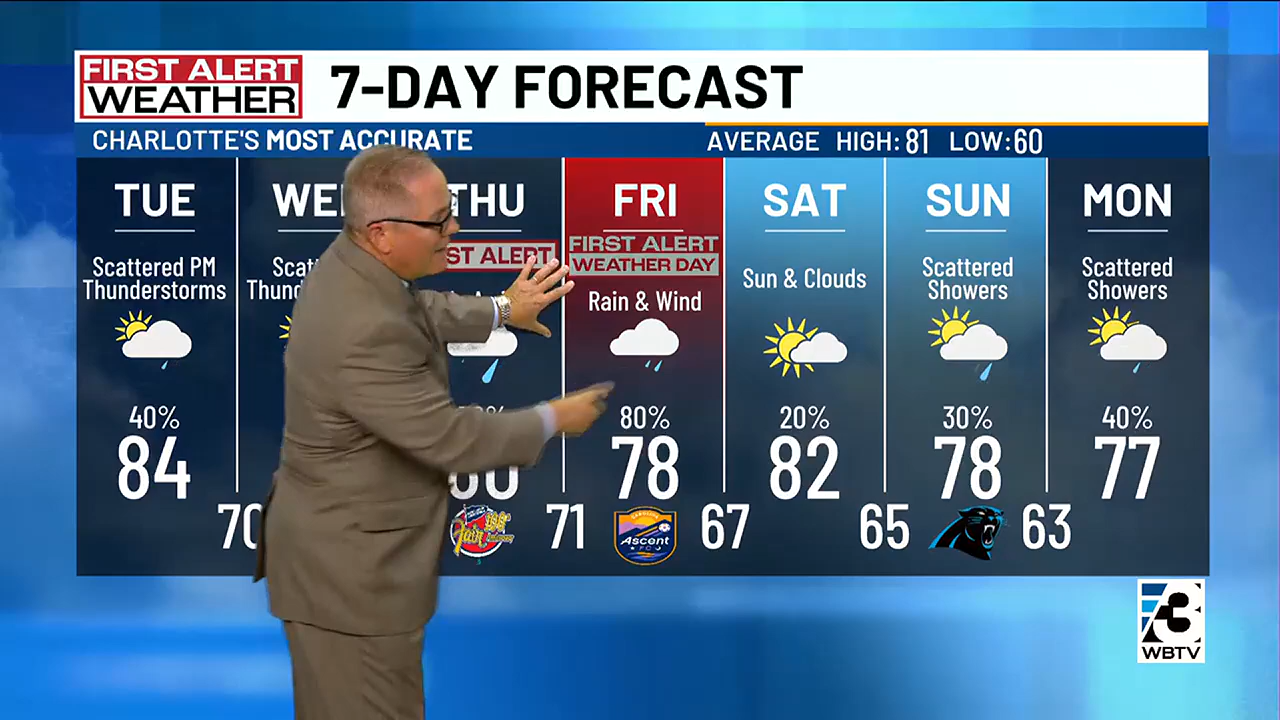 FIRST ALERT
WEATHER
7-DAY FORECAST
CHARLOTTE'S MOST ACCURATE
AVERAGE HIGH: 81 LOW: 60
TUE
Scattered PM
Thunderstorms
40%
84
70
THU
71
FRI
FIRST ALERT
WEATHER DAY
Rain & Wind
80%
78
Ascent
67
SAT
Sun & Clouds
20%
82
65
SUN
Scattered
Showers
30%
78
63
MON
Scattered
Showers
40%
77
3
WBTV